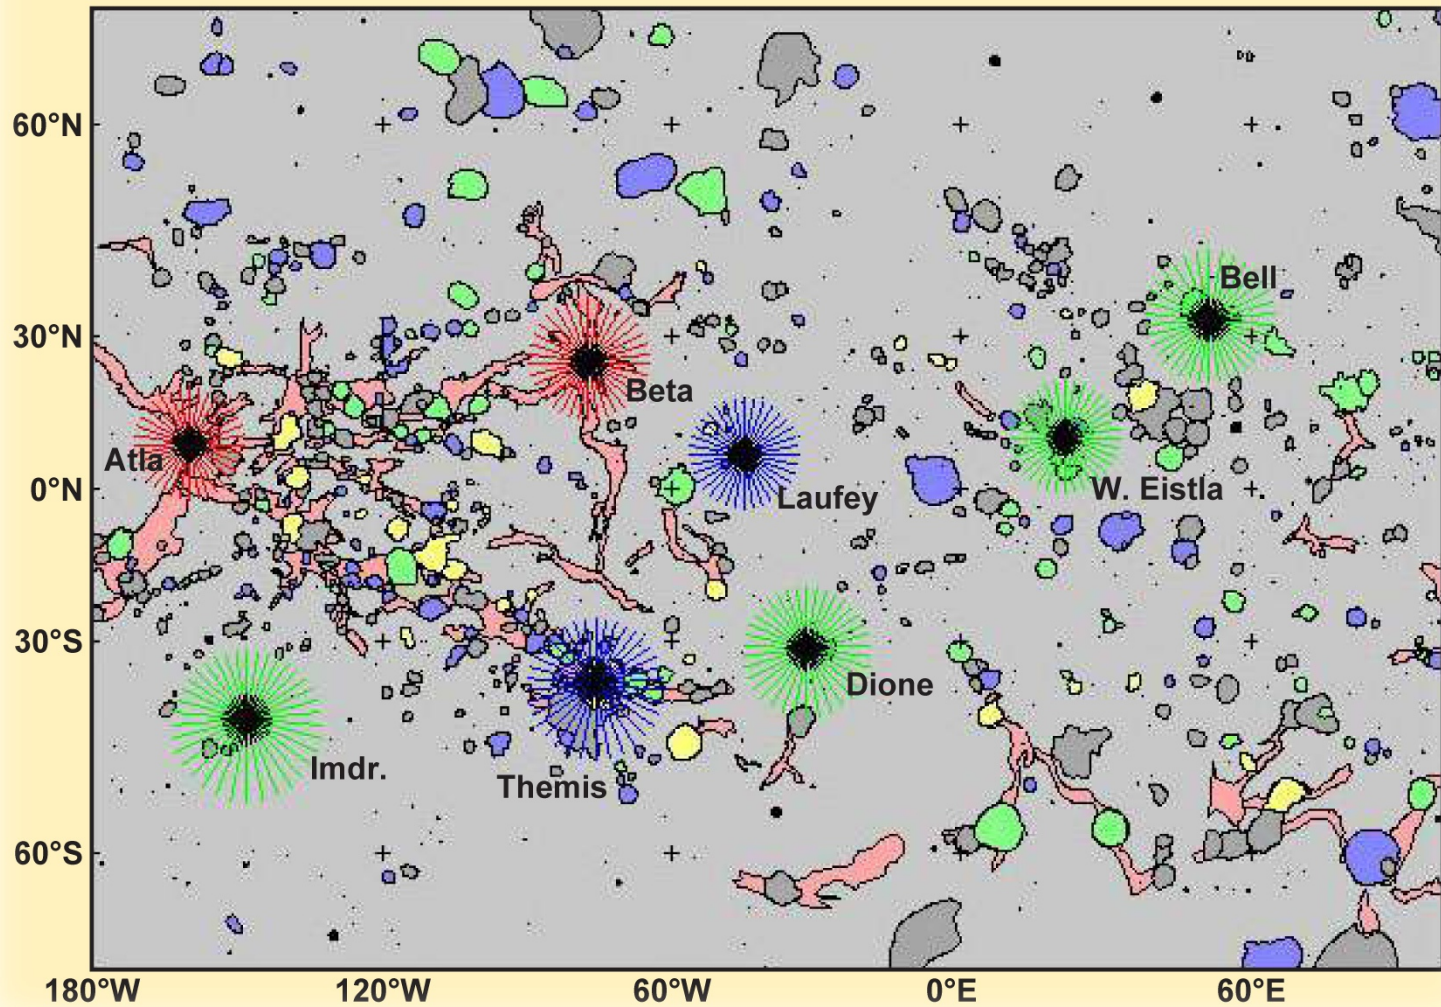 60°N
Bell
30°N
Beta
Atla
0°N
Laufey
W. Eistla
30°S
Dione
Imdr.
Themis
60°S
180°W 120°W 60°W 0°E 60°E